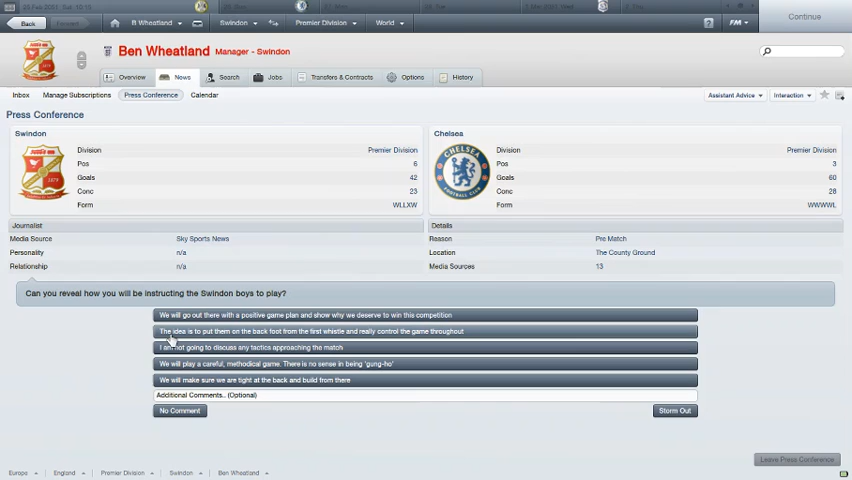 Back
B Wheatland
Swindon
Premier Division
World
?
FM
Continue
Ben Wheatland Manager - Swindon
Overview
News
Search
Jobs
Transfers & Contracts
Options
History
Inbox
Manage Subscriptions
Press Conference
Calendar
Assistant Advice
Interaction
Press Conference
Swindon
Division Premier Division
Pos 6
Goals 42
Conc 23
Form WLLXW
Chelsea
Division Premier Division
Pos 3
Goals 60
Conc 28
Form WWWWL
Journalist
Media Source Sky Sports News
Personality n/a
Relationship n/a
Details
Reason Pre Match
Location The County Ground
Media Sources 13
Can you reveal how you will be instructing the Swindon boys to play?
We will go out there with a positive game plan and show why we deserve to win this competition
The idea is to put them on the back foot from the first whistle and really control the game throughout
I am not going to discuss any tactics approaching the match
We will play a careful, methodical game. There is no sense in being 'gung-ho'
We will make sure we are tight at the back and build from there
Additional Comments.. (Optional)
No Comment
Storm Out
Leave Press Conference
Europe
England
Premier Division
Swindon
Ben Wheatland